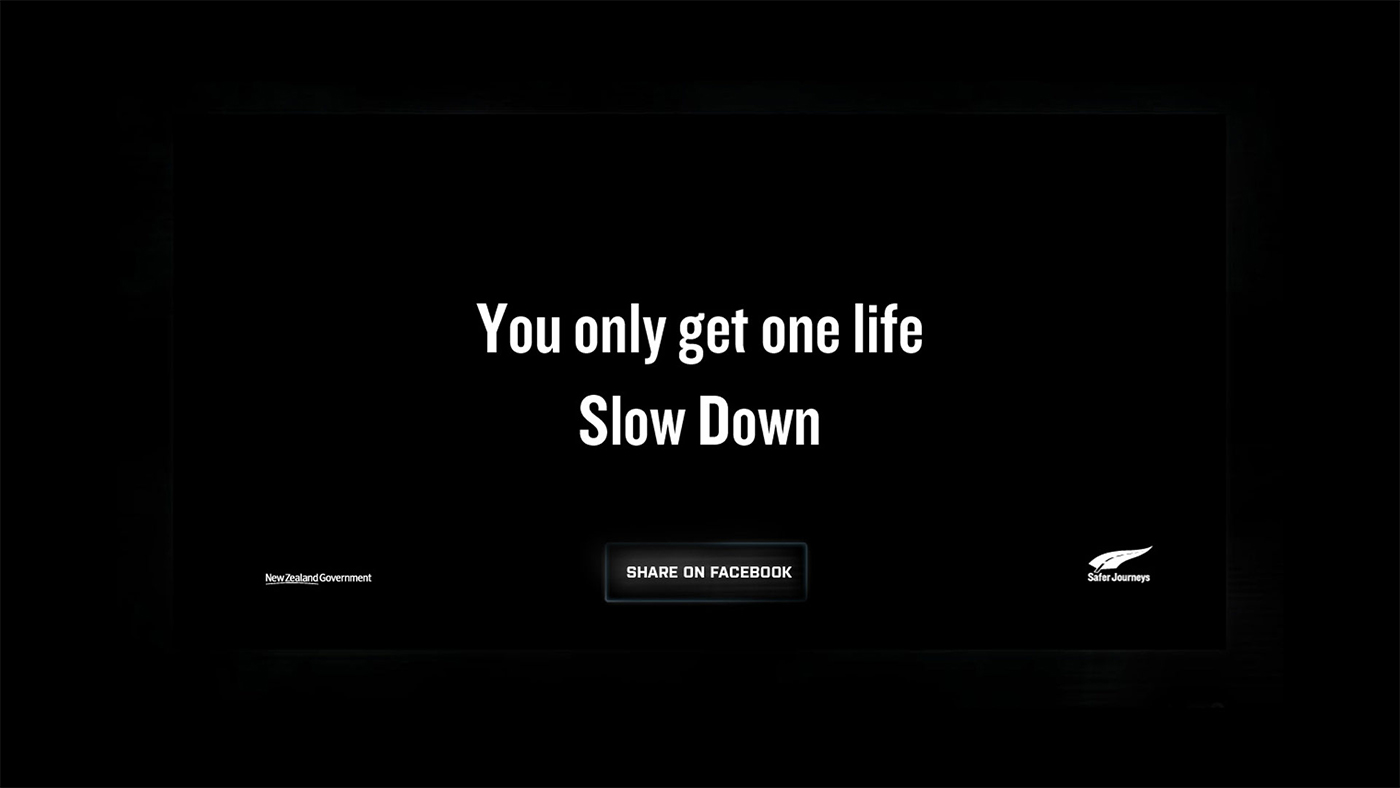 You only get one life
Slow Down
New Zealand Government
SHARE ON FACEBOOK
Safer Journeys